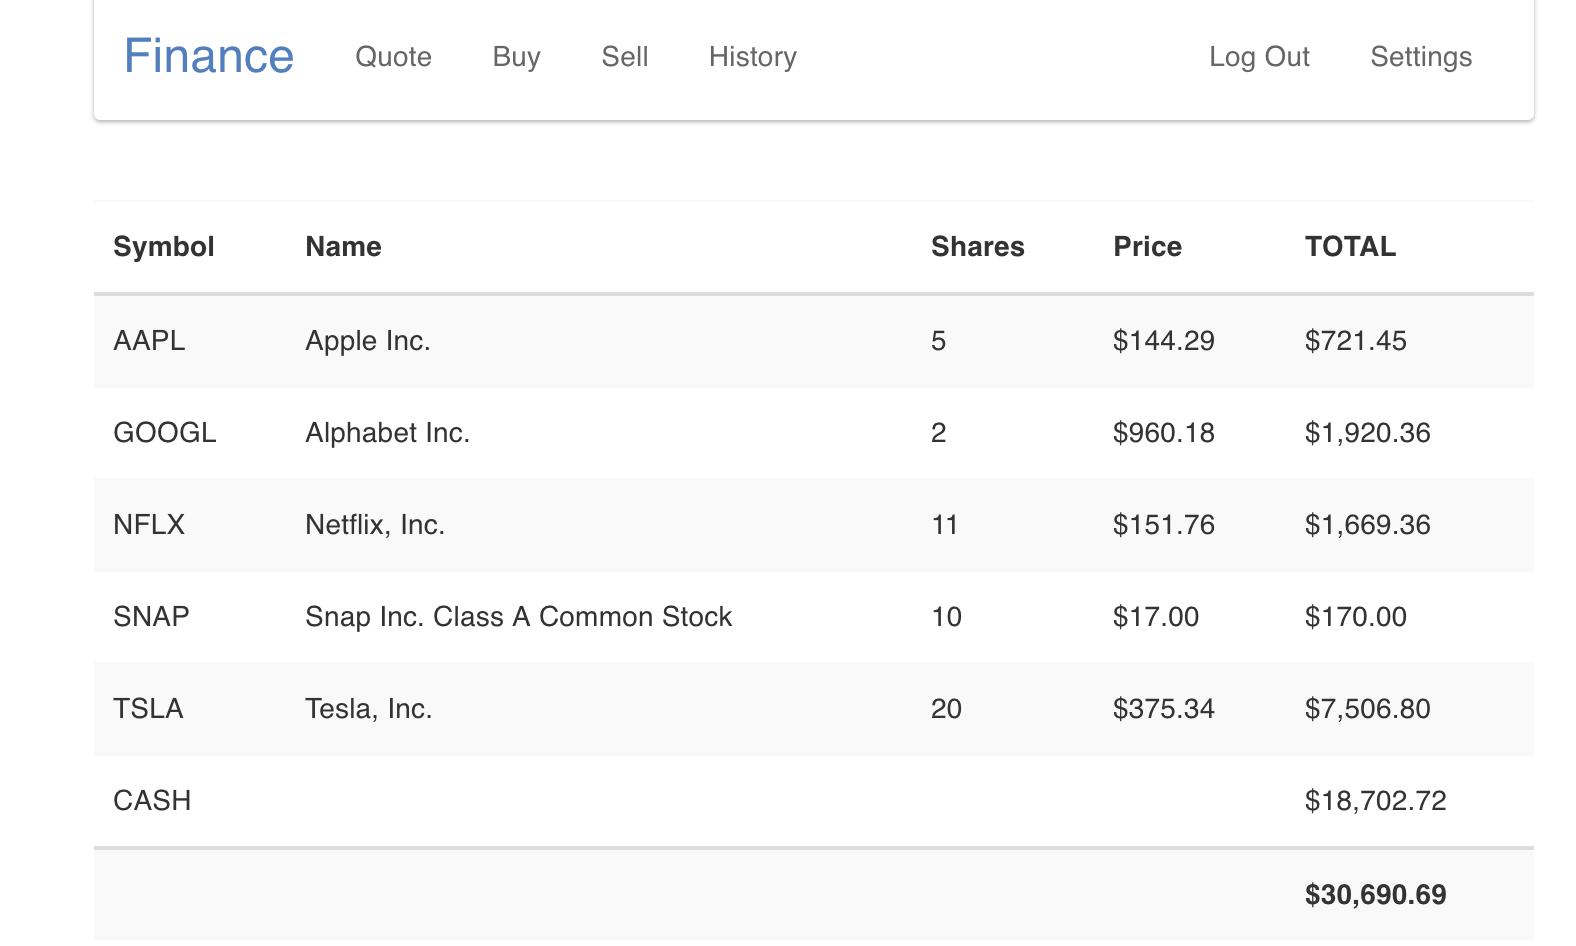 Finance Quote Buy Sell History Log Out Settings
Symbol Name Shares Price TOTAL
AAPL Apple Inc. 5 $144.29 $721.45
GOOGL Alphabet Inc. 2 $960.18 $1,920.36
NFLX Netflix, Inc. 11 $151.76 $1,669.36
SNAP Snap Inc. Class A Common Stock 10 $17.00 $170.00
TSLA Tesla, Inc. 20 $375.34 $7,506.80
CASH $18,702.72
$30,690.69